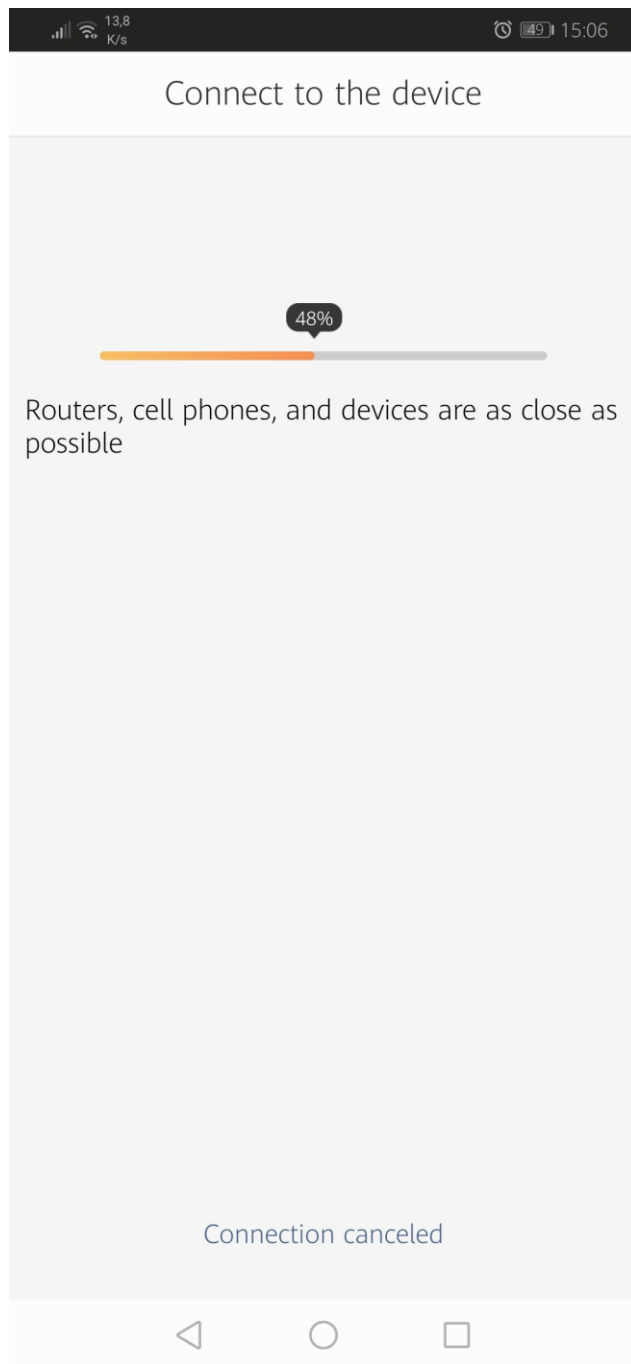 13,8
K/s
49
15:06
Connect to the device
48%
Routers, cell phones, and devices are as close as
possible
Connection canceled